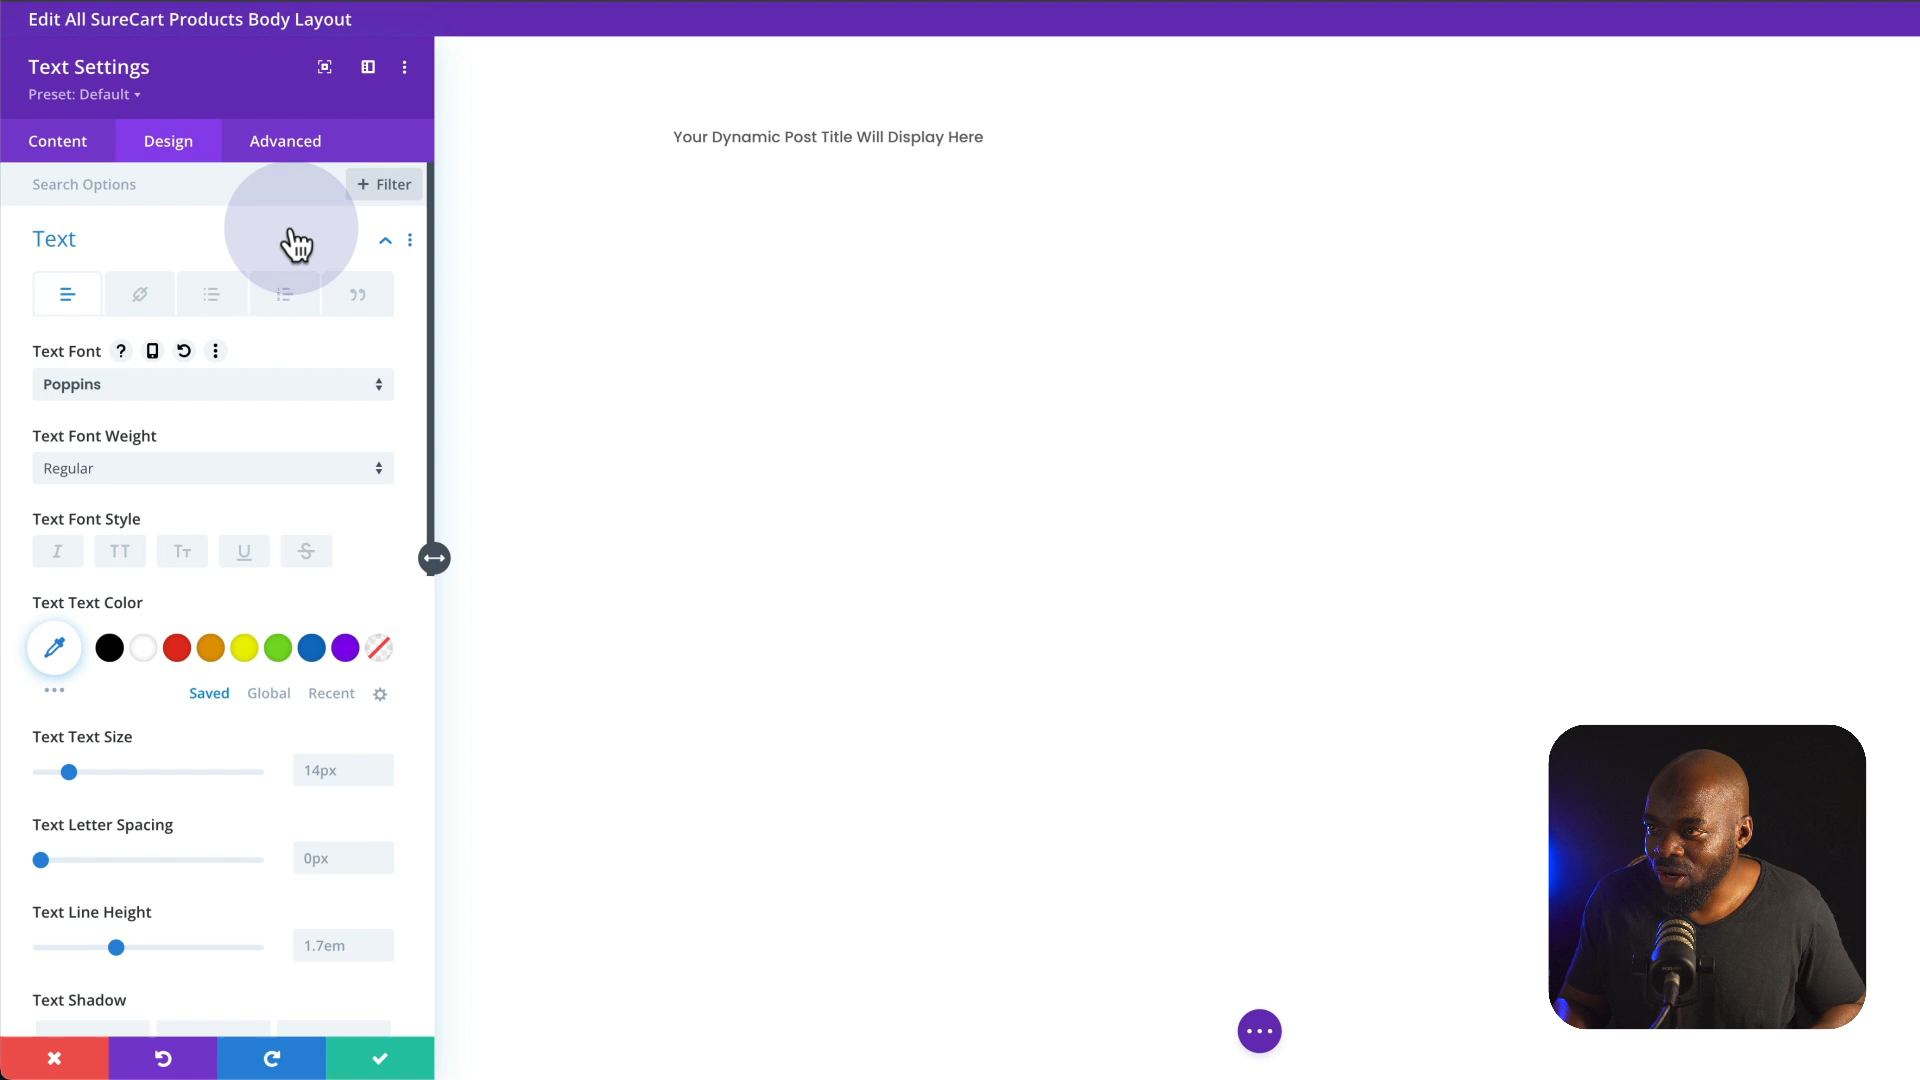 Edit All SureCart Products Body Layout
Text Settings
Preset: Default
Content
Design
Advanced
Your Dynamic Post Title Will Display Here
Search Options
+ Filter
Text
Text Font
?
Poppins
Text Font Weight
Regular
Text Font Style
I
TT
Tт
U
S
Text Text Color
Saved
Global
Recent
Text Text Size
14px
Text Letter Spacing
0px
Text Line Height
1.7em
Text Shadow